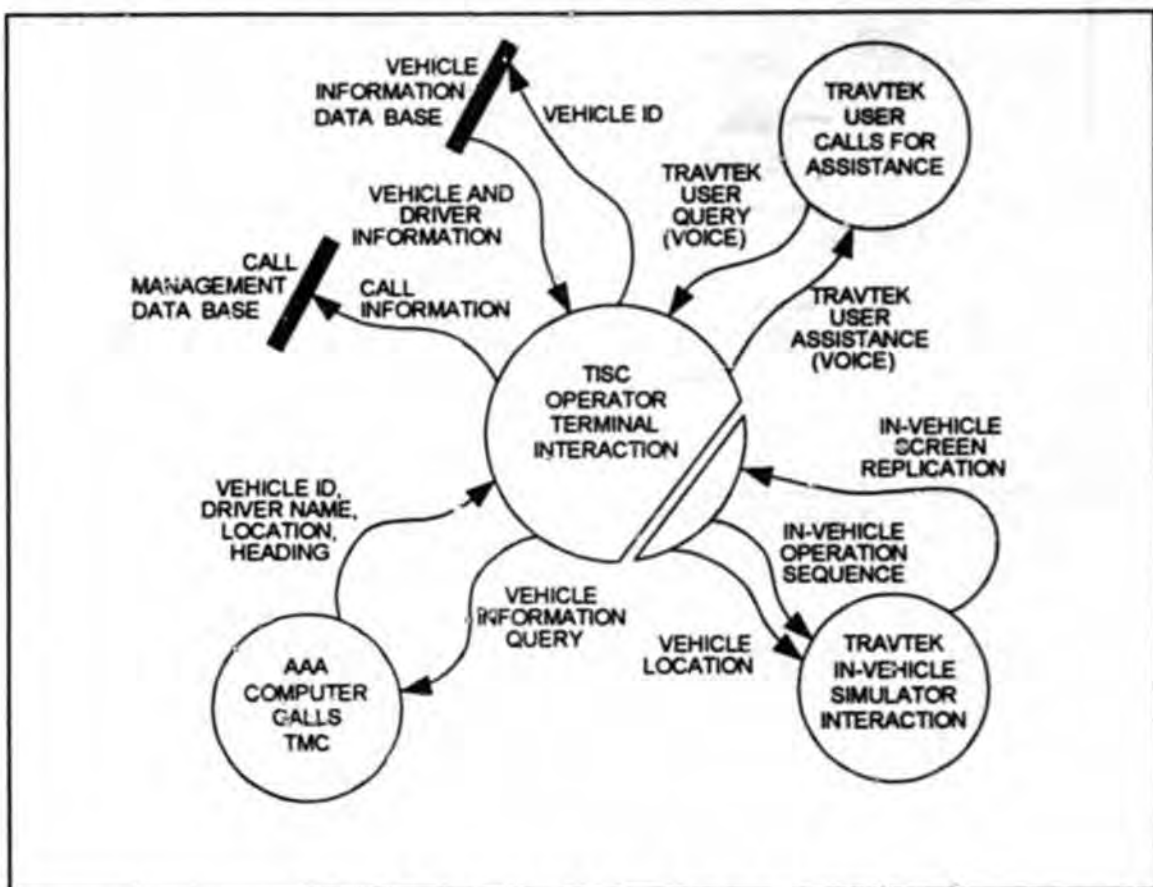 VEHICLE
INFORMATION
DATA BASE
VEHICLE ID
TRAVTEK
USER
CALLS FOR
ASSISTANCE
VEHICLE AND
DRIVER
INFORMATION
TRAVTEK
USER
QUERY
(VOICE)
CALL
MANAGEMENT
DATA BASE
CALL
INFORMATION
TRAVTEK
USER
ASSISTANCE
(VOICE)
TISC
OPERATOR
TERMINAL
INTERACTION
IN-VEHICLE
SCREEN
REPLICATION
VEHICLE ID,
DRIVER NAME,
LOCATION,
HEADING
IN-VEHICLE
OPERATION
SEQUENCE
VEHICLE
INFORMATION
QUERY
VEHICLE
LOCATION
AAA
COMPUTER
CALLS
TMC
TRAVTEK
IN-VEHICLE
SIMULATOR
INTERACTION